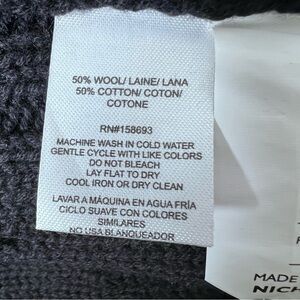 50% WOOL/ LAINE/ LANA
50% COTTON/ COTON/
COTONE
RN#158693
MACHINE WASH IN COLD WATER
GENTLE CYCLE WITH LIKE COLORS
DO NOT BLEACH
LAY FLAT TO DRY
COOL IRON OR DRY CLEAN
LAVAR A MÁQUINA EN AGUA FRÍA
CICLO SUAVE CON COLORES
SIMILARES
NO USA BLANQUEADOR
MADE